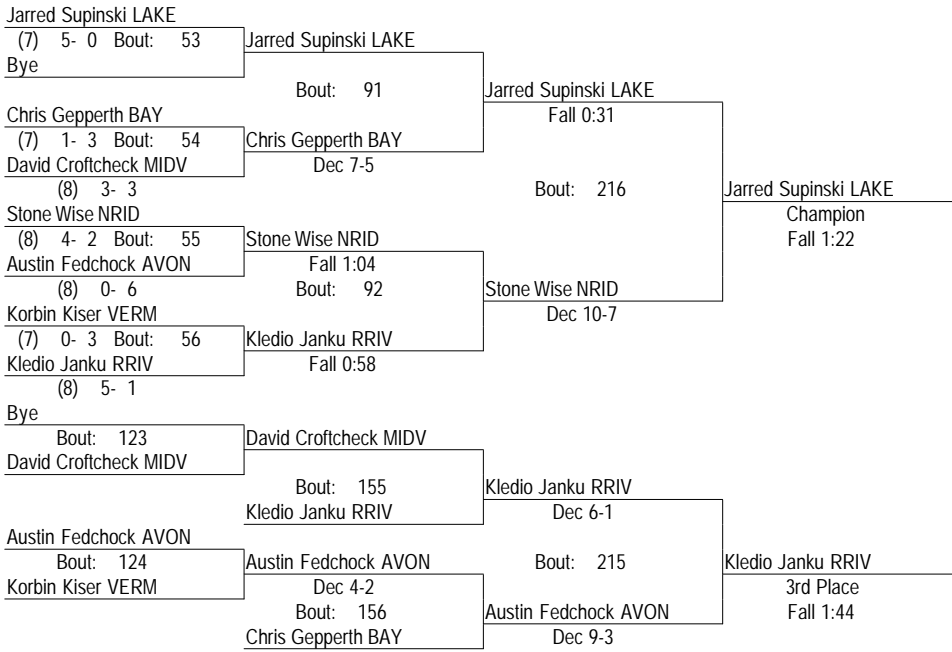 Jarred Supinski LAKE
(7) 5- 0 Bout: 53 Jarred Supinski LAKE
Bye
Bout: 91 Jarred Supinski LAKE
Chris Gepperth BAY Fall 0:31
(7) 1- 3 Bout: 54 Chris Gepperth BAY
David Croftcheck MIDV Dec 7-5
(8) 3- 3 Bout: 216 Jarred Supinski LAKE
Stone Wise NRID Champion
(8) 4- 2 Bout: 55 Stone Wise NRID Fall 1:22
Austin Fedchock AVON Fall 1:04
(8) 0- 6 Bout: 92 Stone Wise NRID
Korbin Kiser VERM Dec 10-7
(7) 0- 3 Bout: 56 Kledio Janku RRIV
Kledio Janku RRIV Fall 0:58
(8) 5- 1
Bye
Bout: 123 David Croftcheck MIDV
David Croftcheck MIDV
Bout: 155 Kledio Janku RRIV
Kledio Janku RRIV Dec 6-1
Austin Fedchock AVON
Bout: 124 Austin Fedchock AVON Bout: 215 Kledio Janku RRIV
Korbin Kiser VERM Dec 4-2 3rd Place
Bout: 156 Austin Fedchock AVON Fall 1:44
Chris Gepperth BAY Dec 9-3